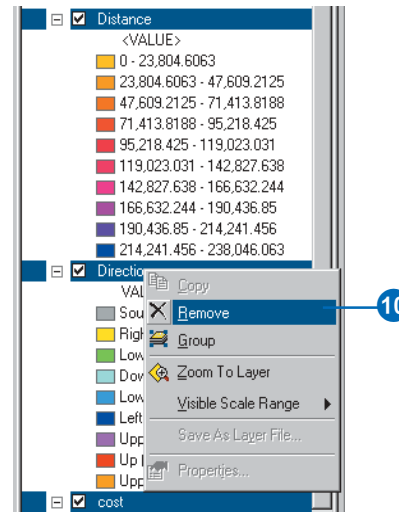 Distance
<VALUE>
0 - 23,804.6063
23,804.6063 - 47,609.2125
47,609.2125 - 71,413.8188
71,413.8188 - 95,218.425
95,218.425 - 119,023.031
119,023.031 - 142,827.638
142,827.638 - 166,632.244
166,632.244 - 190,436.85
190,436.85 - 214,241.456
214,241.456 - 238,046.063
Directio
VAL
Sou
Righ
Low
Dow
Low
Left
Upp
Up
Upp
Copy
Remove
Group
Zoom To Layer
Visible Scale Range
Save As Layer File...
Properties...
10
cost